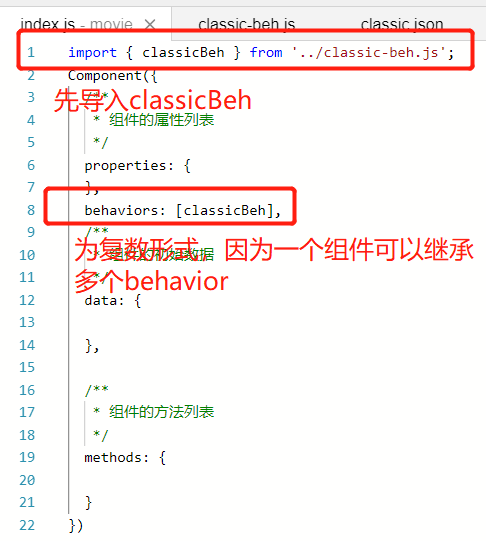 index.js - movie × classic-beh.js classic.json
1 import { classicBeh } from '../classic-beh.js';
2 Component({
3 /**
先导入classicBeh
4 * 组件的属性列表
5 */
6 properties: {
7 },
8 behaviors: [classicBeh],
9 /**
为复数形式，因为一个组件可以继承
10 * 组件的初始数据
11 */
多个behavior
12 data: {
13
14 },
15
16 /**
17 * 组件的方法列表
18 */
19 methods: {
20
21 }
22 })